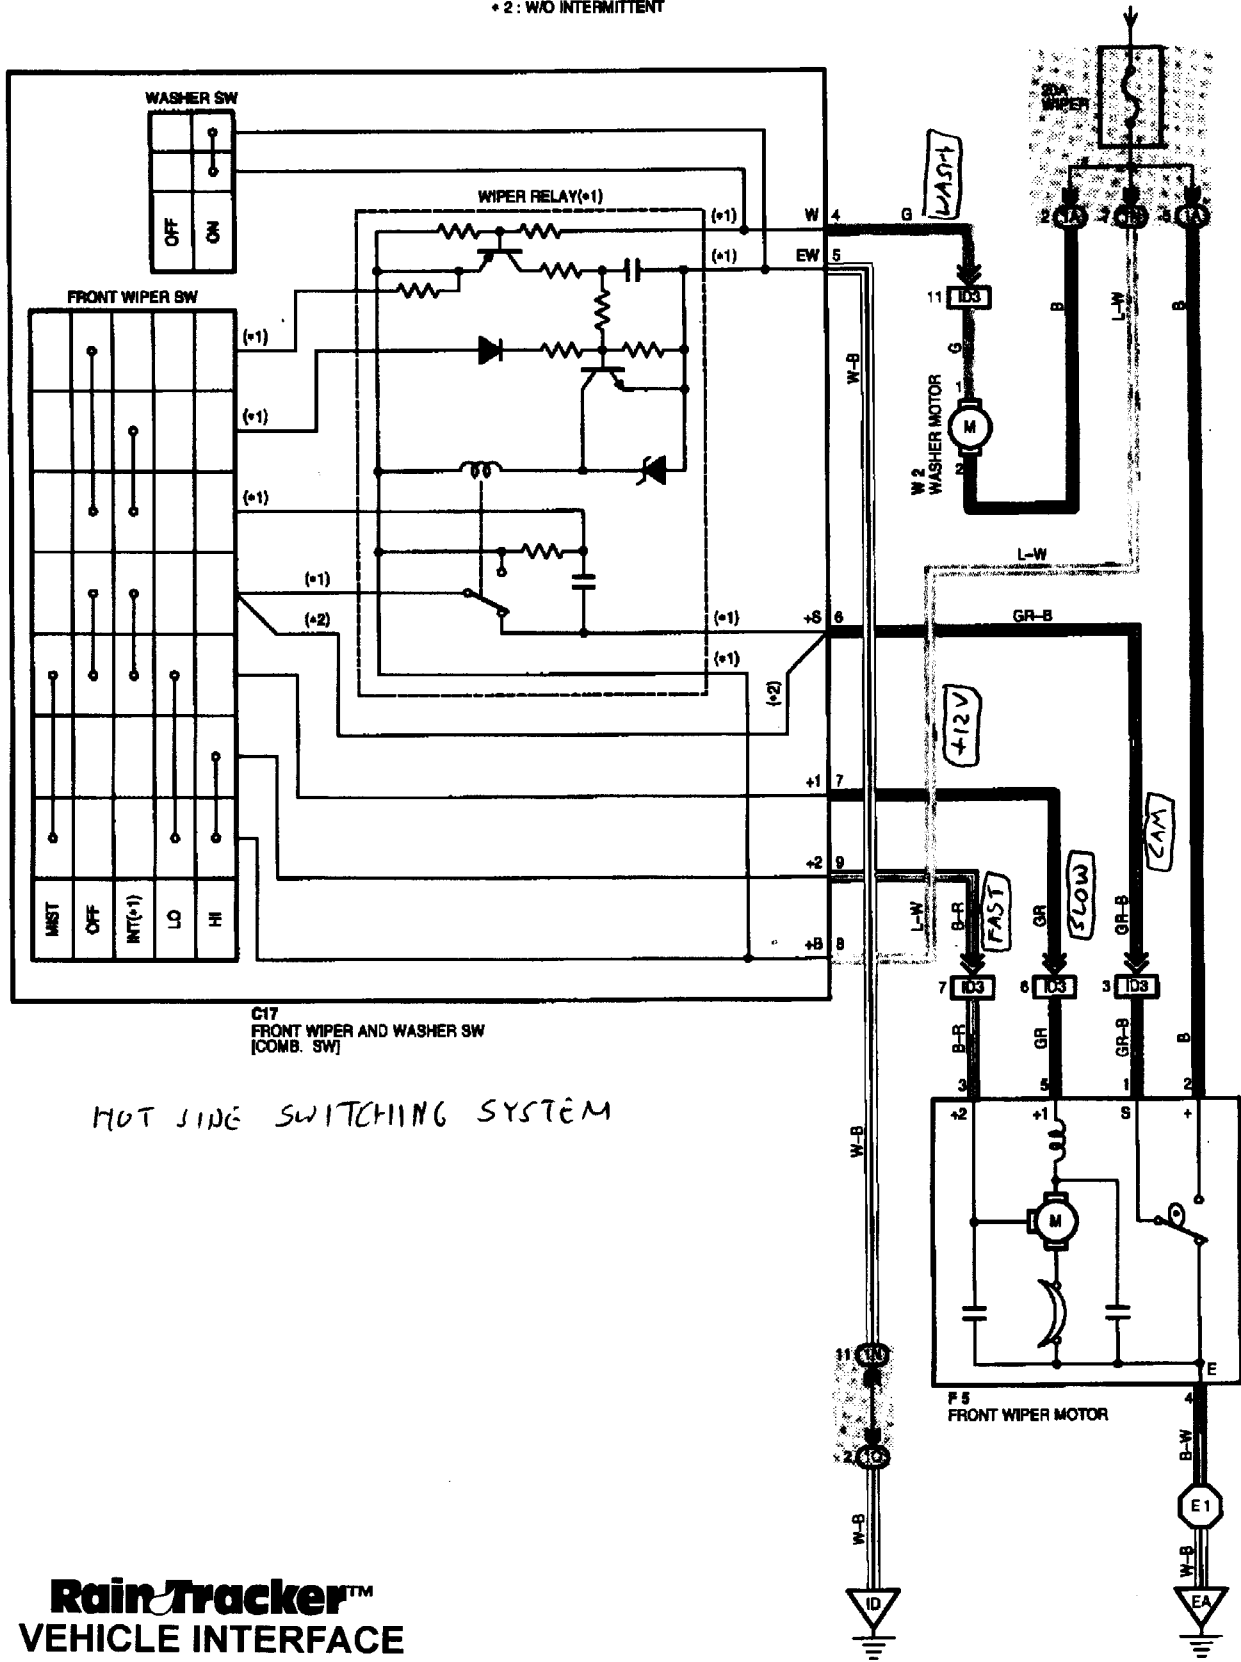 * 2 : W/O INTERMITTENT
20A
WIPER
WASHER SW
OFF
ON
WIPER RELAY(*1)
(*1)
W 4
G
WASH
(*1)
EW 5
2 1A
1N
5 1A
FRONT WIPER SW
(*1)
11 ID3
B
L-W
B
G
W-B
1
M
2
W 2
WASHER MOTOR
(*1)
(*1)
L-W
(*1)
(*2)
(*1)
+S 6
GR-B
(*1)
(*2)
+12V
+1 7
CAM
+2 9
SLOW
FAST
MIST
OFF
INT(*1)
LO
HI
L-W
B-R
GR
GR-B
+B 8
7 ID3
6 ID3
3 ID3
C17
FRONT WIPER AND WASHER SW
[COMB. SW]
B-R
GR
GR-B
B
3
5
1
2
+2
+1
S
+
HOT SIDE SWITCHING SYSTEM
W-B
M
E
11 1N
F 5
FRONT WIPER MOTOR
4
B-W
2 1O
E1
W-B
W-B
ID
EA
RainTracker™
VEHICLE INTERFACE